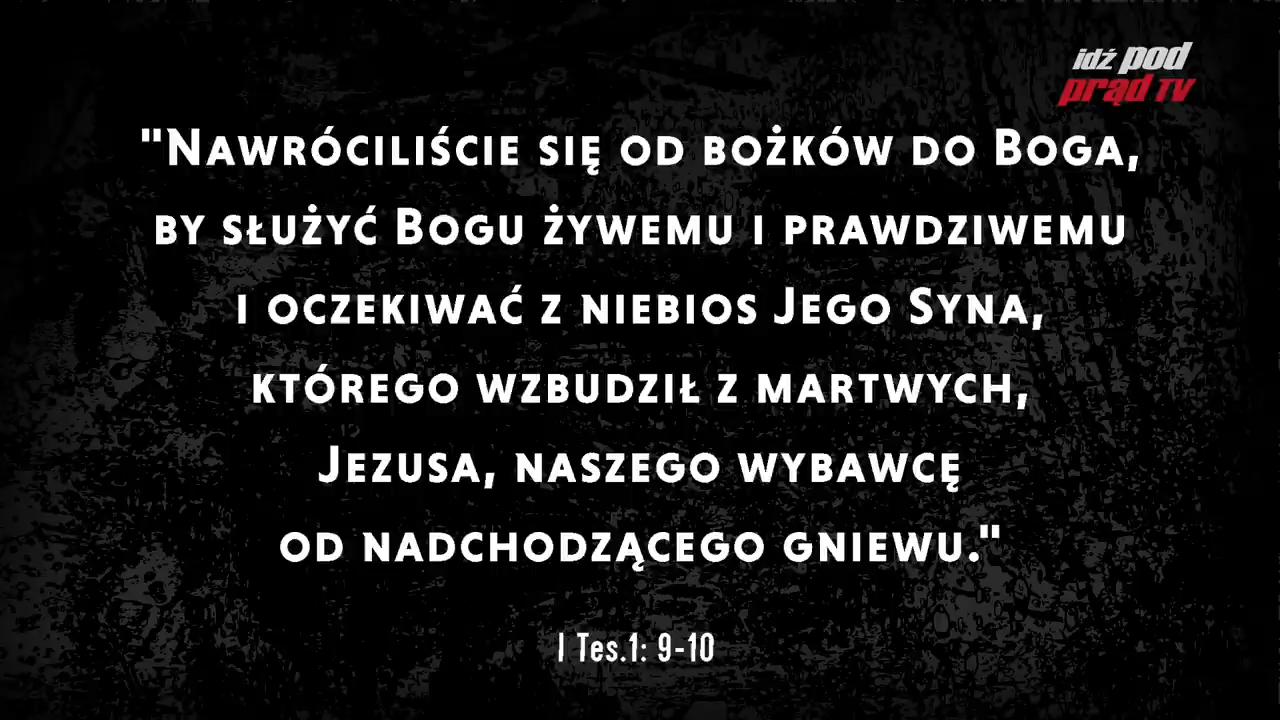 idź pod
prąd TV
"Nawróciliście się od bożków do Boga,
by służyć Bogu żywemu i prawdziwemu
i oczekiwać z niebios Jego Syna,
którego wzbudził z martwych,
Jezusa, naszego wybawcę
od nadchodzącego gniewu."
I Tes.1: 9-10